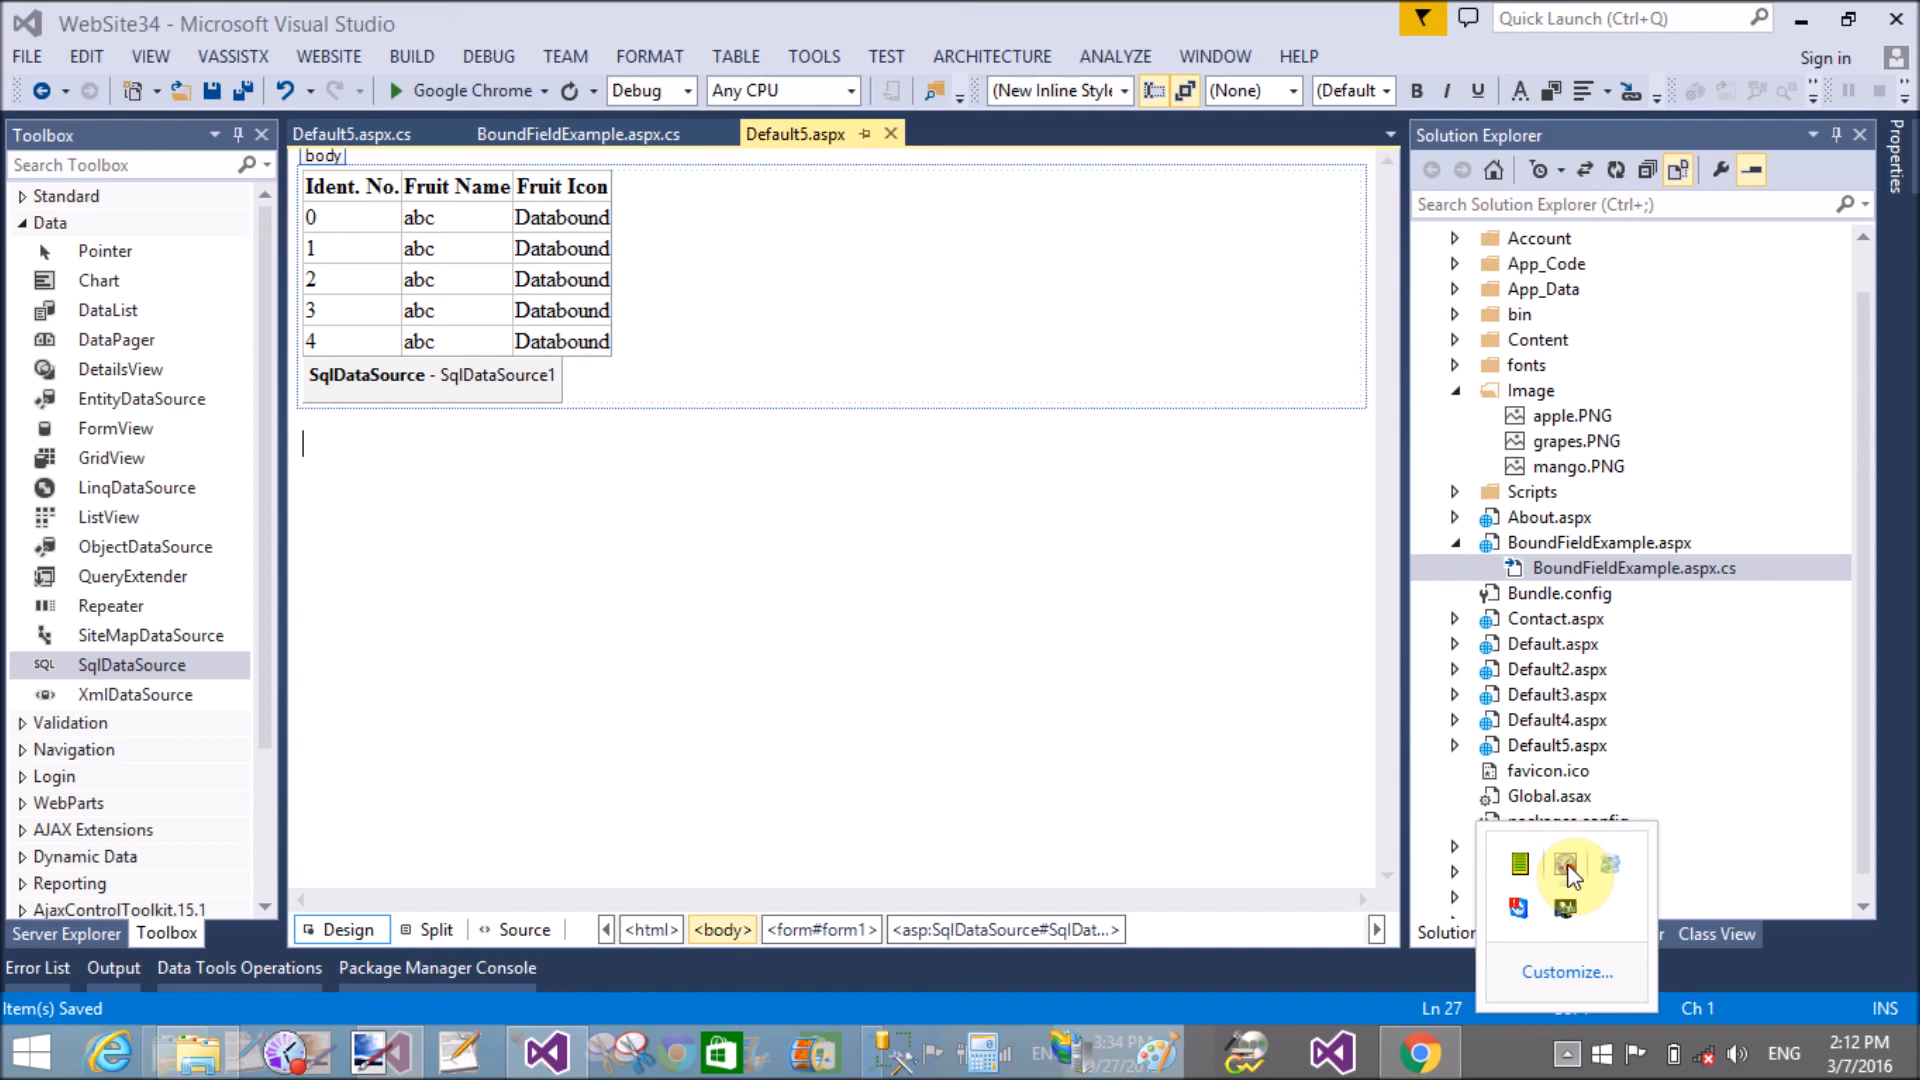 WebSite34 - Microsoft Visual Studio
Quick Launch (Ctrl+Q)
FILE EDIT VIEW VASSISTX WEBSITE BUILD DEBUG TEAM FORMAT TABLE TOOLS TEST ARCHITECTURE ANALYZE WINDOW HELP
Sign in
Google Chrome Debug Any CPU (New Inline Style (None) (Default
Toolbox
Search Toolbox
Standard
Data
Pointer
Chart
DataList
DataPager
DetailsView
EntityDataSource
FormView
GridView
LinqDataSource
ListView
ObjectDataSource
QueryExtender
Repeater
SiteMapDataSource
SQL SqlDataSource
XmlDataSource
Validation
Navigation
Login
WebParts
AJAX Extensions
Dynamic Data
Reporting
AjaxControlToolkit.15.1
Server Explorer Toolbox
Default5.aspx.cs BoundFieldExample.aspx.cs Default5.aspx
body
Ident. No. Fruit Name Fruit Icon
0 abc Databound
1 abc Databound
2 abc Databound
3 abc Databound
4 abc Databound
SqlDataSource - SqlDataSource1
Design Split Source <html> <body> <form#form1> <asp:SqlDataSource#SqlDat...>
Solution Explorer
Search Solution Explorer (Ctrl+;)
Account
App_Code
App_Data
bin
Content
fonts
Image
apple.PNG
grapes.PNG
mango.PNG
Scripts
About.aspx
BoundFieldExample.aspx
BoundFieldExample.aspx.cs
Bundle.config
Contact.aspx
Default.aspx
Default2.aspx
Default3.aspx
Default4.aspx
Default5.aspx
favicon.ico
Global.asax
Customize...
Class View
Properties
Error List Output Data Tools Operations Package Manager Console
Item(s) Saved
Ln 27 Ch 1 INS
3:34 PM
ENG
2:12 PM
3/7/2016